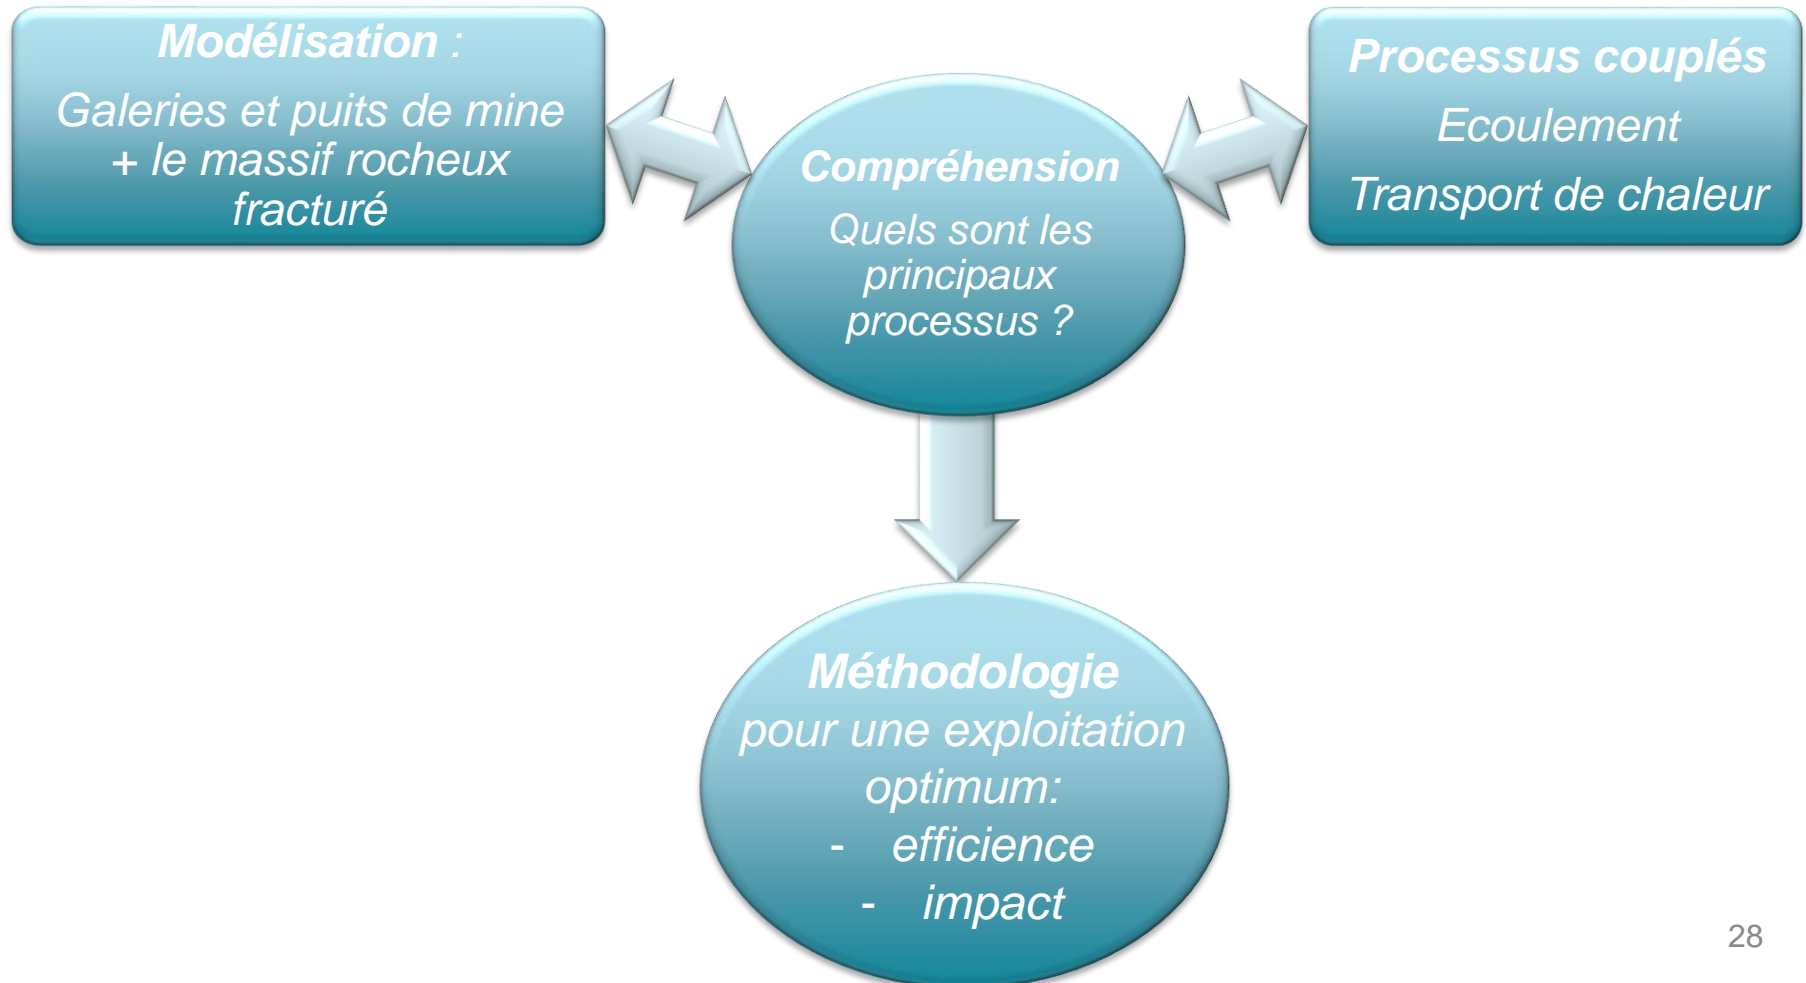 Modélisation :
Galeries et puits de mine
+ le massif rocheux
fracturé
Compréhension
Quels sont les
principaux
processus ?
Processus couplés
Ecoulement
Transport de chaleur
Méthodologie
pour une exploitation
optimum:
- efficience
- impact
28